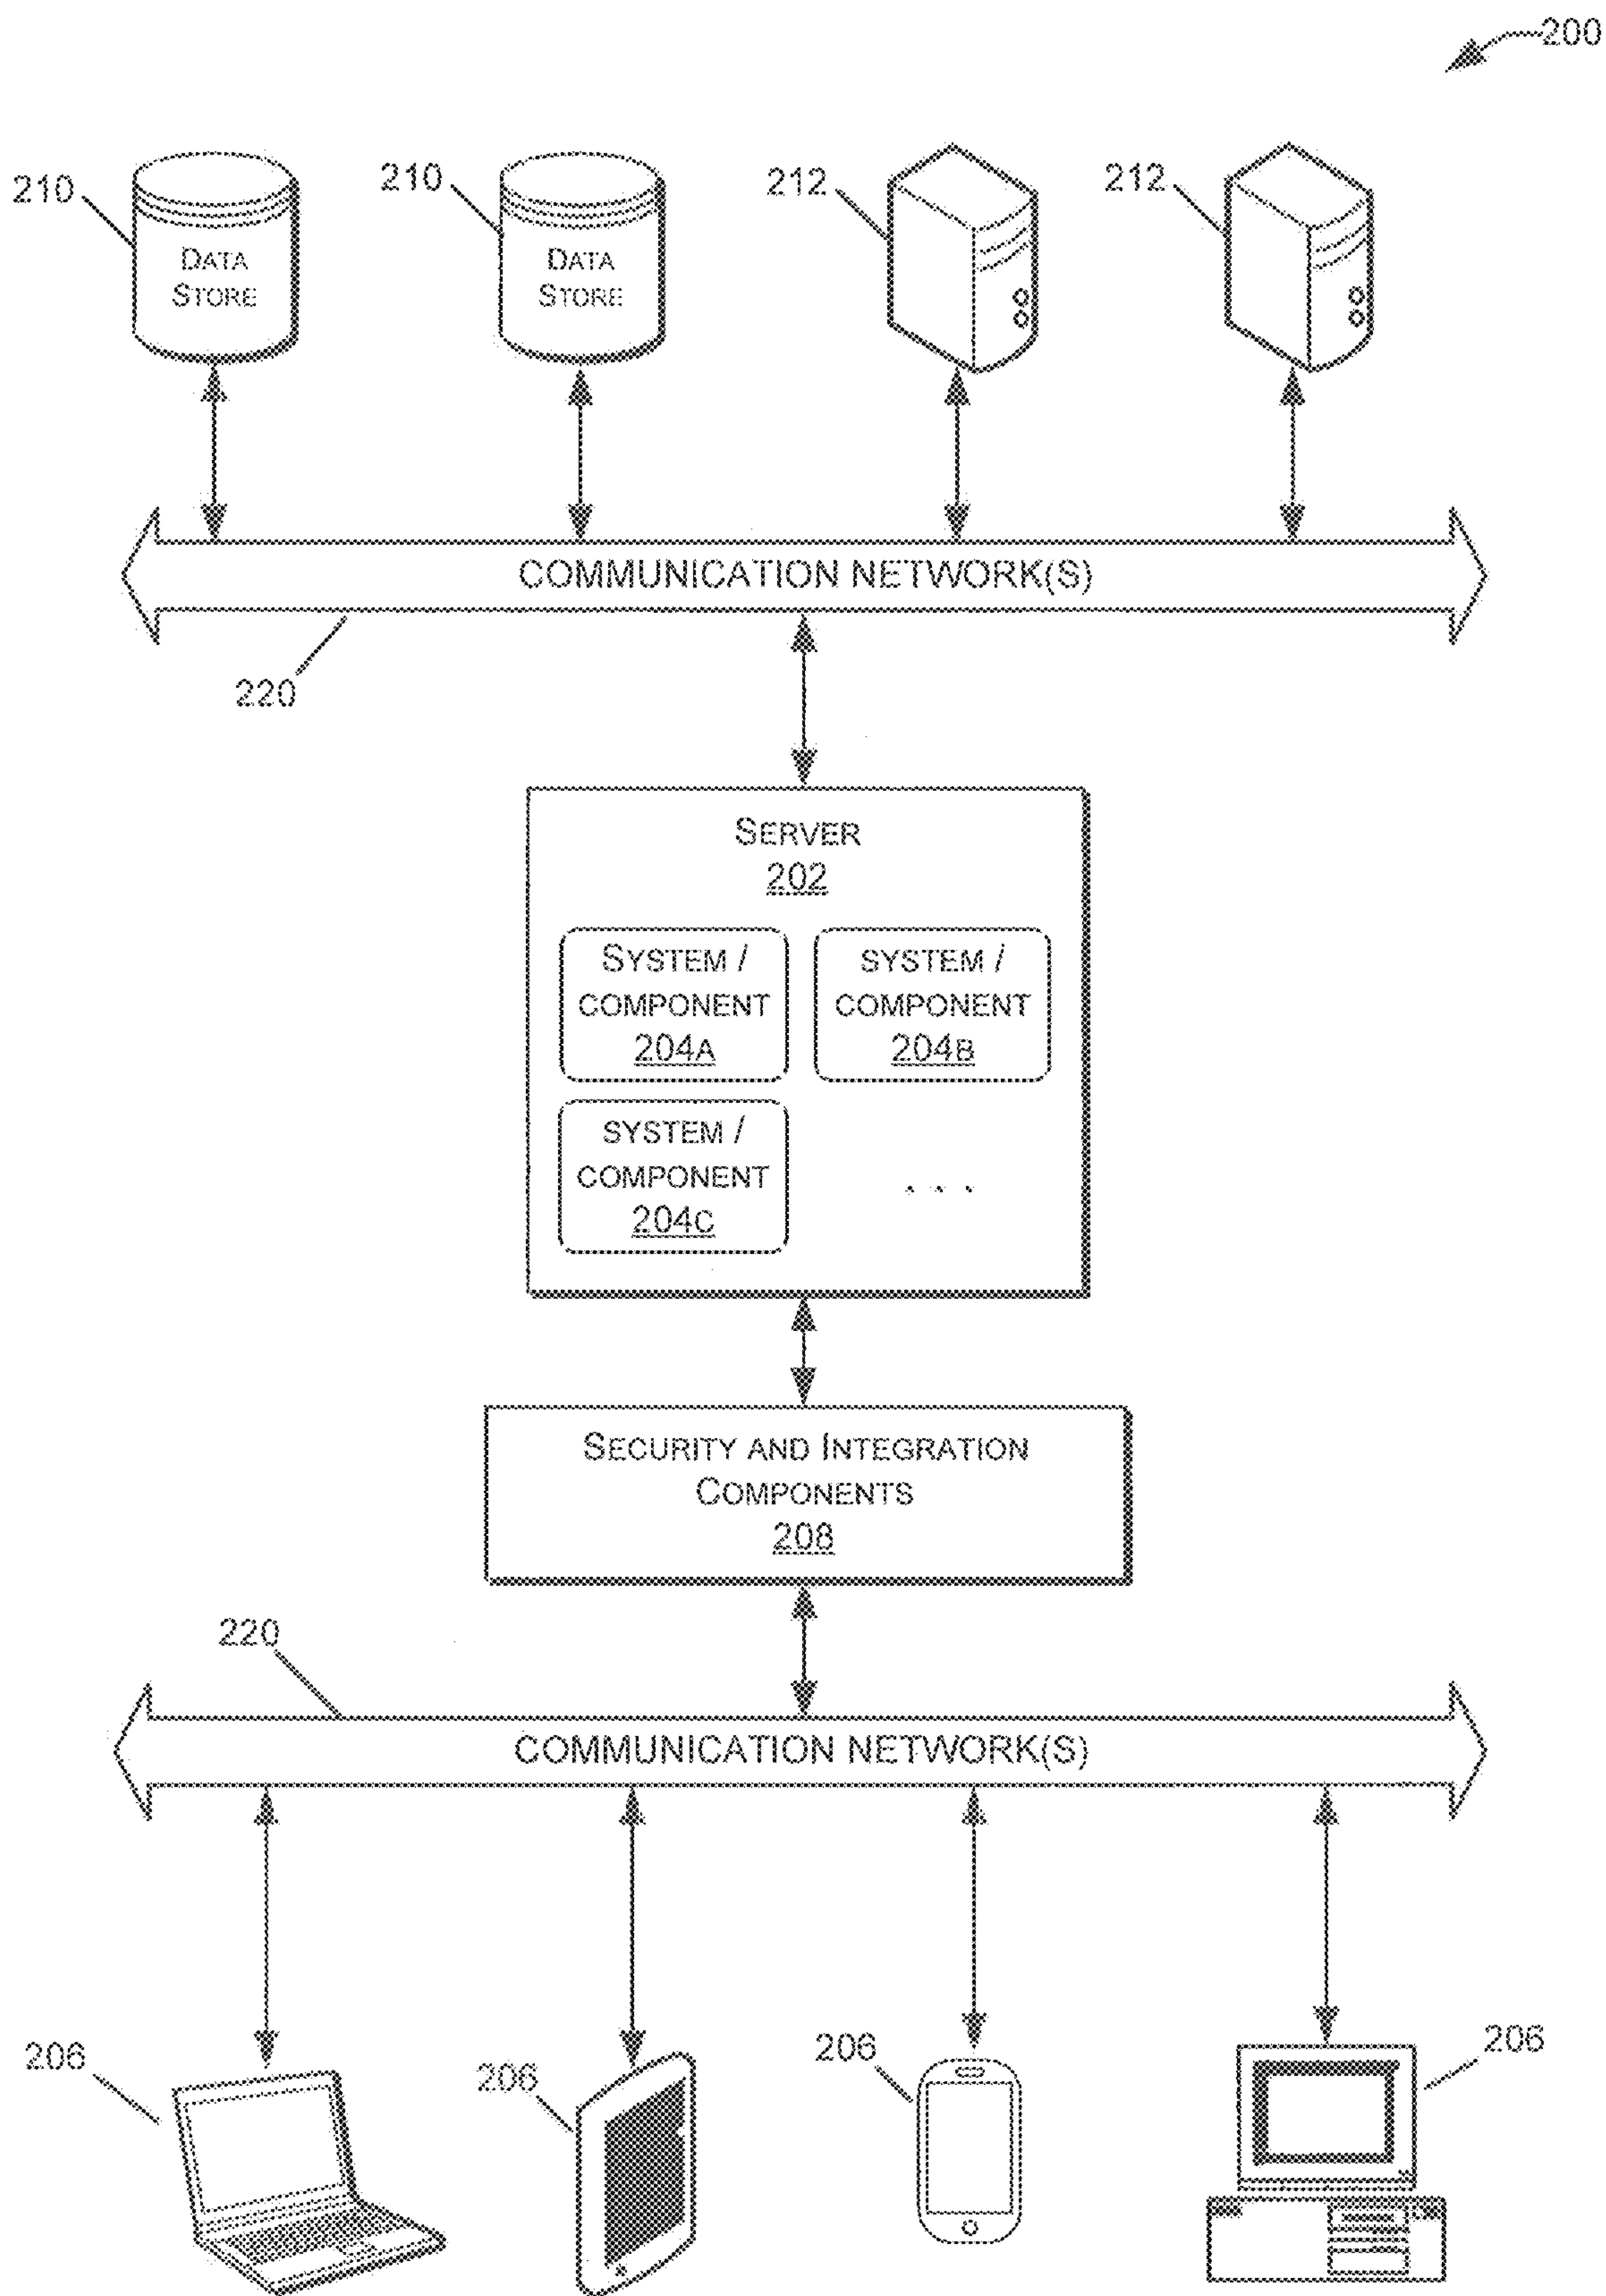 200
210
210
212
212
DATA
STORE
DATA
STORE
COMMUNICATION NETWORK(S)
220
SERVER
202
SYSTEM /
COMPONENT
204A
SYSTEM /
COMPONENT
204B
SYSTEM /
COMPONENT
204C
. . .
SECURITY AND INTEGRATION
COMPONENTS
208
220
COMMUNICATION NETWORK(S)
206
206
206
206